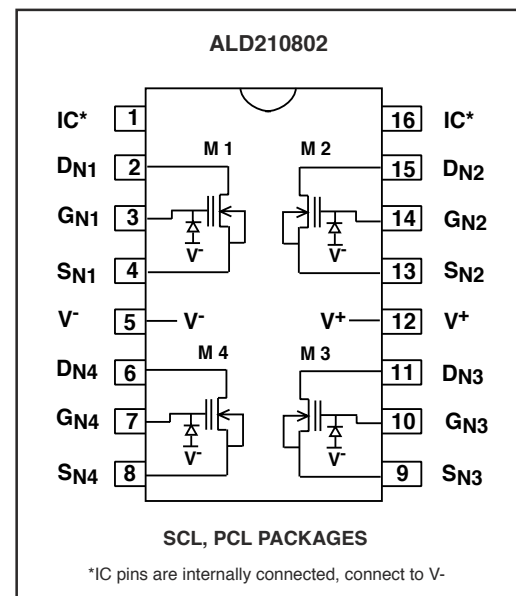 ALD210802
IC* 1 16 IC*
M 1 M 2
DN1 2 15 DN2
GN1 3 14 GN2
V- V-
SN1 4 13 SN2
V- 5 V- V+ 12 V+
M 4 M 3
DN4 6 11 DN3
GN4 7 10 GN3
V- V-
SN4 8 9 SN3
SCL, PCL PACKAGES
*IC pins are internally connected, connect to V-